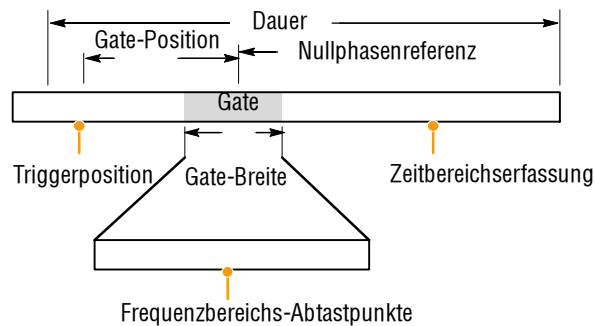 Dauer
Gate-Position
Nullphasenreferenz
Gate
Triggerposition
Gate-Breite
Zeitbereichserfassung
Frequenzbereichs-Abtastpunkte